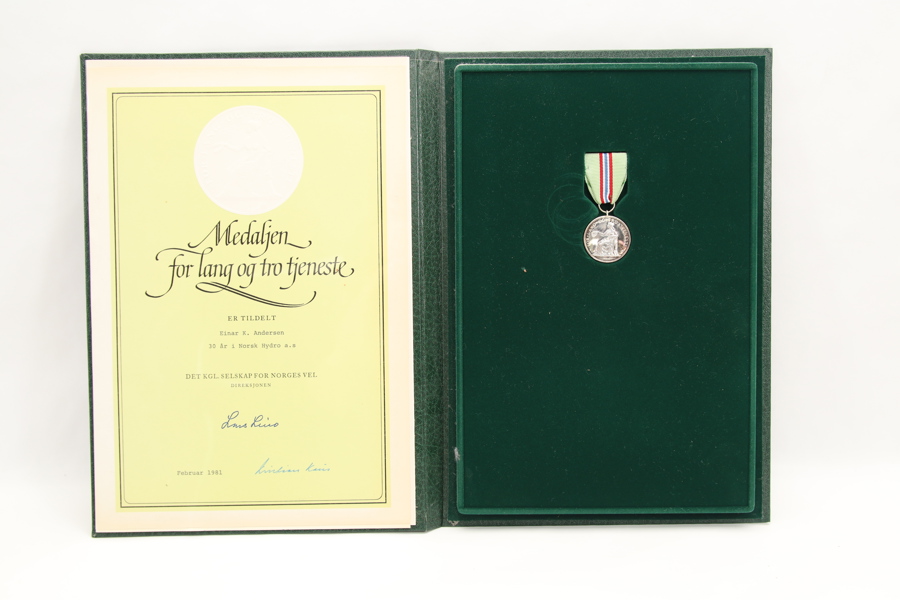 Medaljen
for lang og tro tjeneste
ER TILDELT
Einar K. Andersen
30 år i Norsk Hydro a.s
DET KGL. SELSKAP FOR NORGES VEL
DIREKSJONEN
Februar 1981